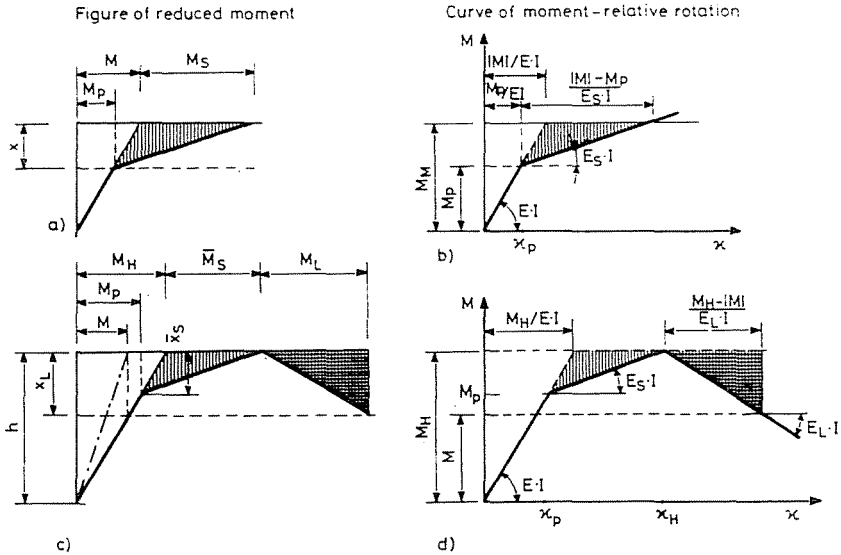 Figure of reduced moment
Curve of moment-relative rotation
M
M_S
M_P
x
a)
M
|M|/E·I
M_P/EI
|M|-M_P
E_S·I
M_M
M_P
E_S·I
E·I
ϰ_P
ϰ
b)
M_H
M̅_S
M_L
M_P
M
x̅_S
x_L
h
c)
M
M_H/E·I
M_H-|M|
E_L·I
M_P
M_H
M
E_S·I
E_L·I
E·I
ϰ_P
ϰ_H
ϰ
d)